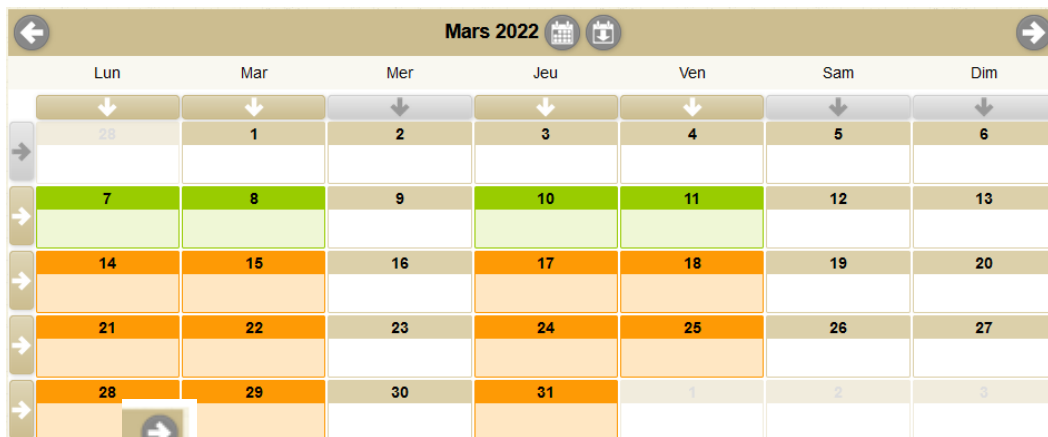 Mars 2022
Lun Mar Mer Jeu Ven Sam Dim
28 1 2 3 4 5 6
7 8 9 10 11 12 13
14 15 16 17 18 19 20
21 22 23 24 25 26 27
28 29 30 31 1 2 3